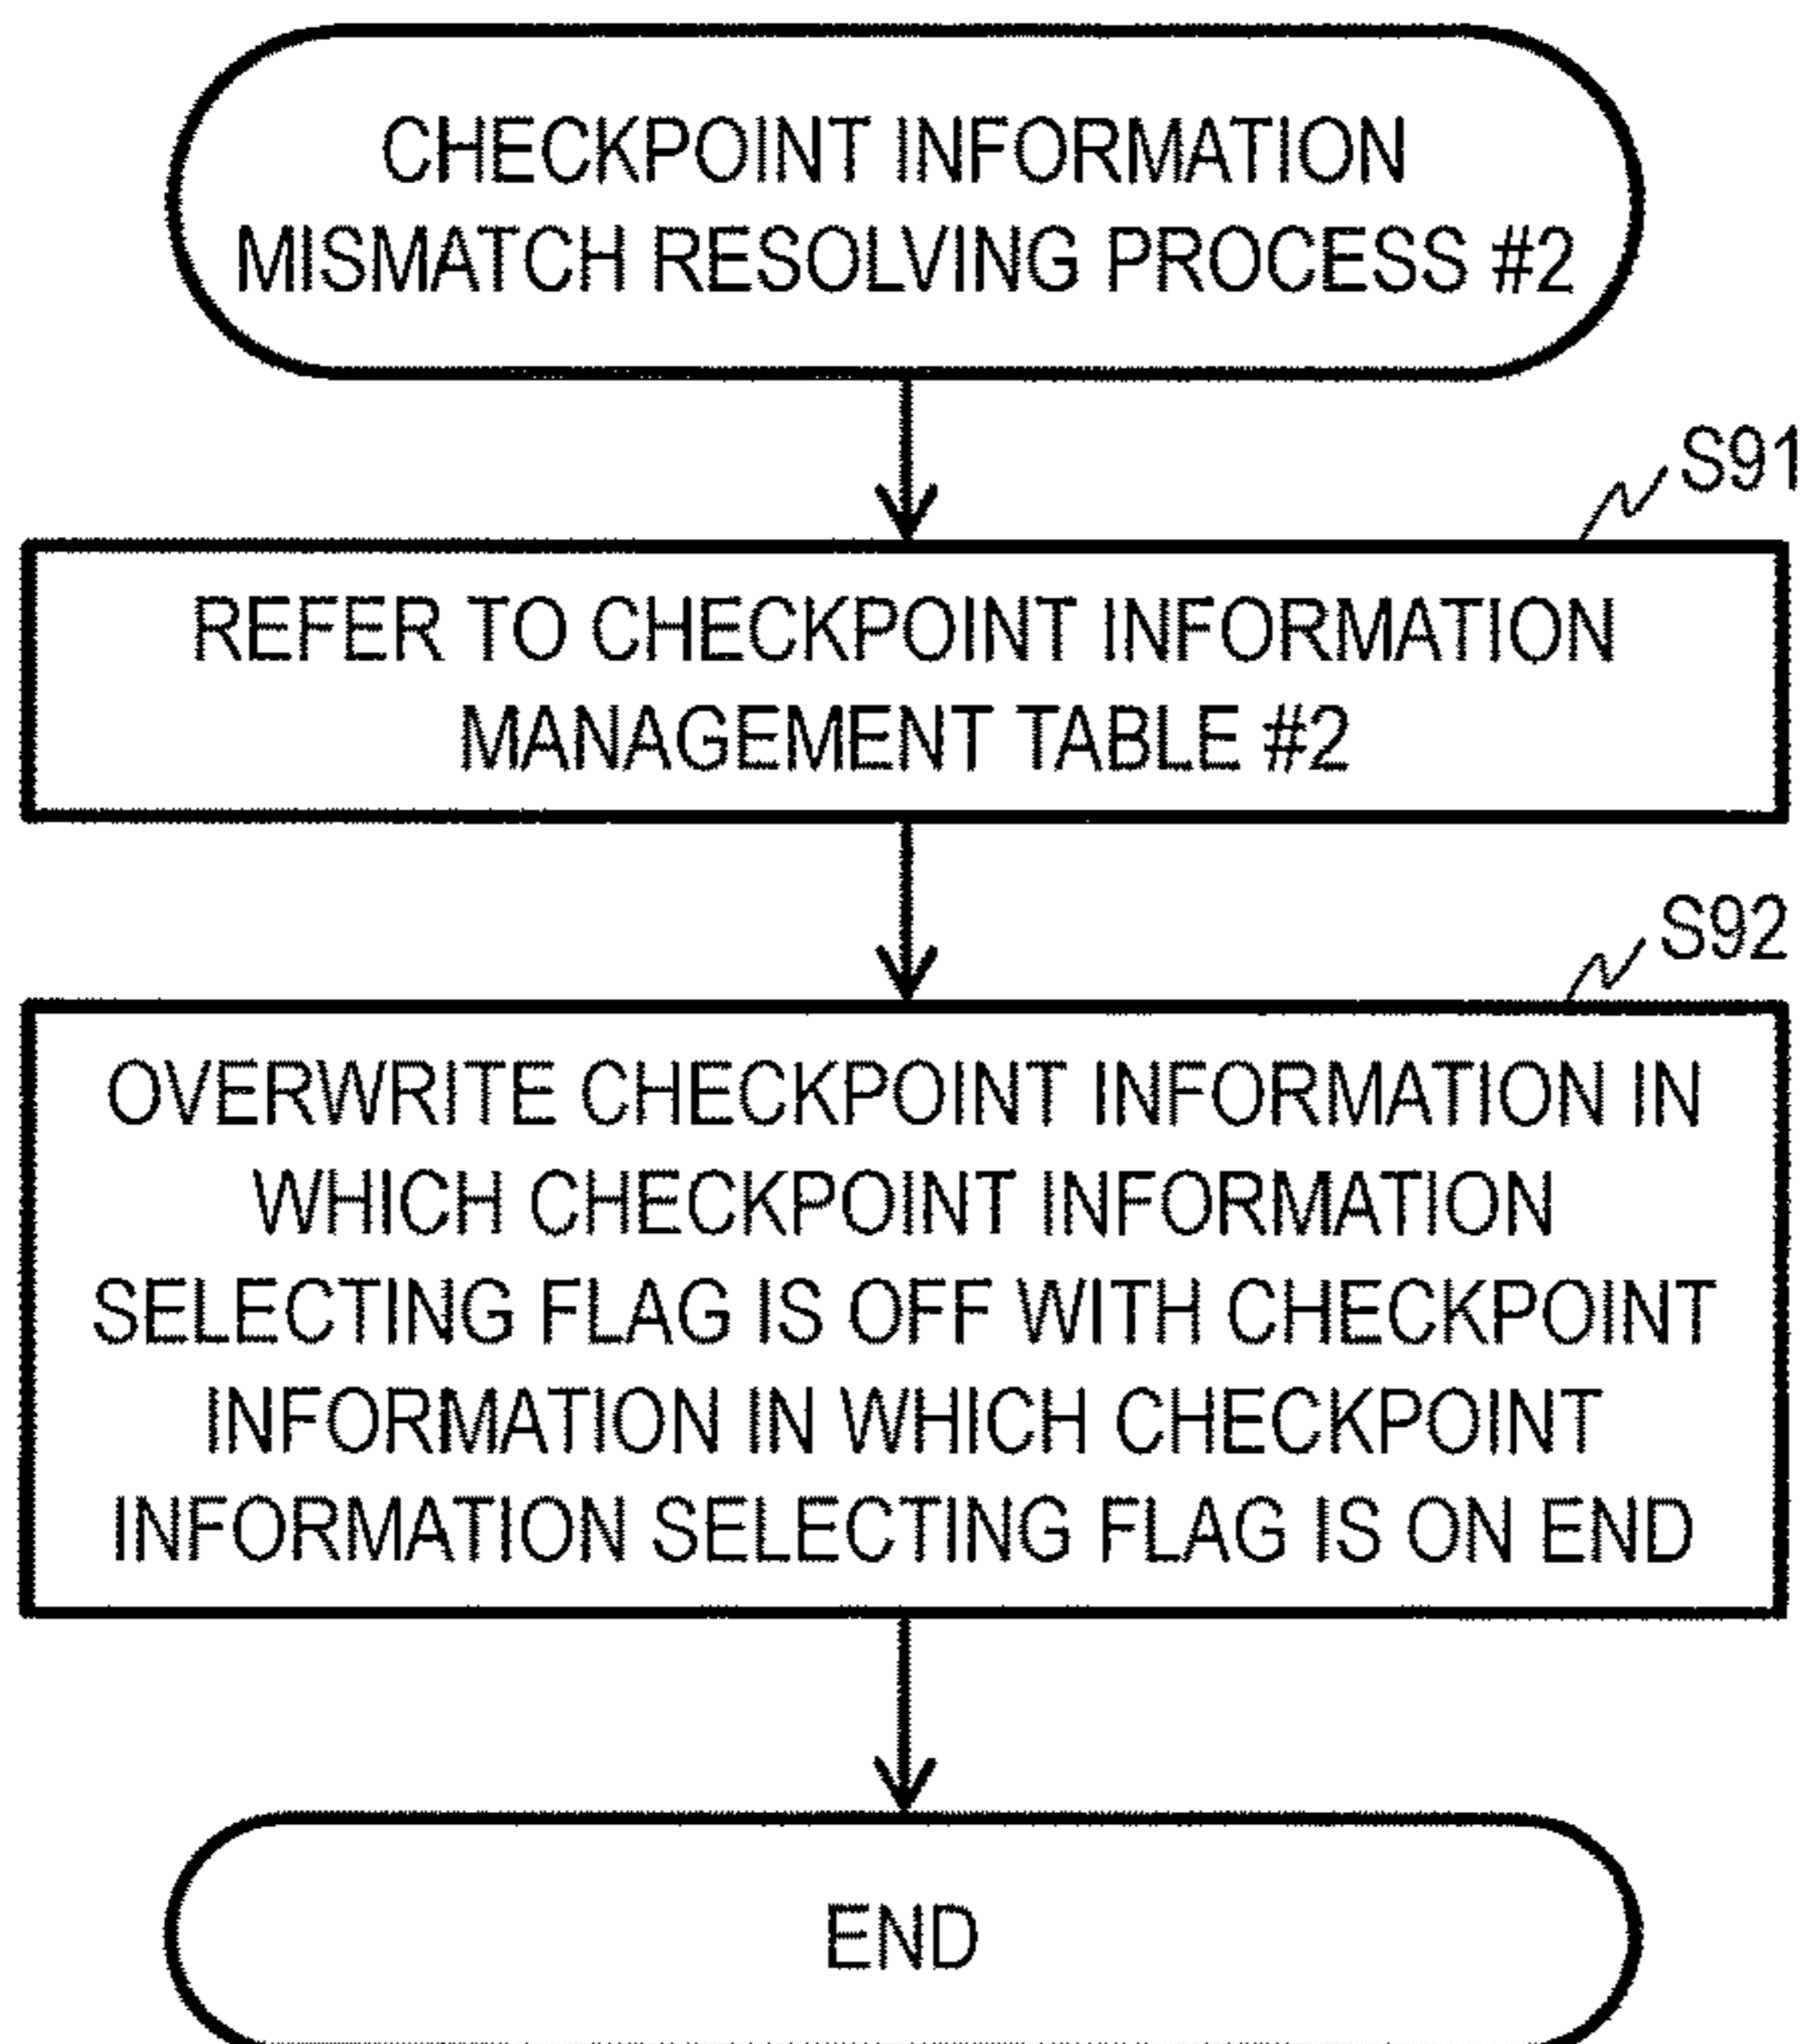 CHECKPOINT INFORMATION
MISMATCH RESOLVING PROCESS #2
S91
REFER TO CHECKPOINT INFORMATION
MANAGEMENT TABLE #2
S92
OVERWRITE CHECKPOINT INFORMATION IN
WHICH CHECKPOINT INFORMATION
SELECTING FLAG IS OFF WITH CHECKPOINT
INFORMATION IN WHICH CHECKPOINT
INFORMATION SELECTING FLAG IS ON END
END